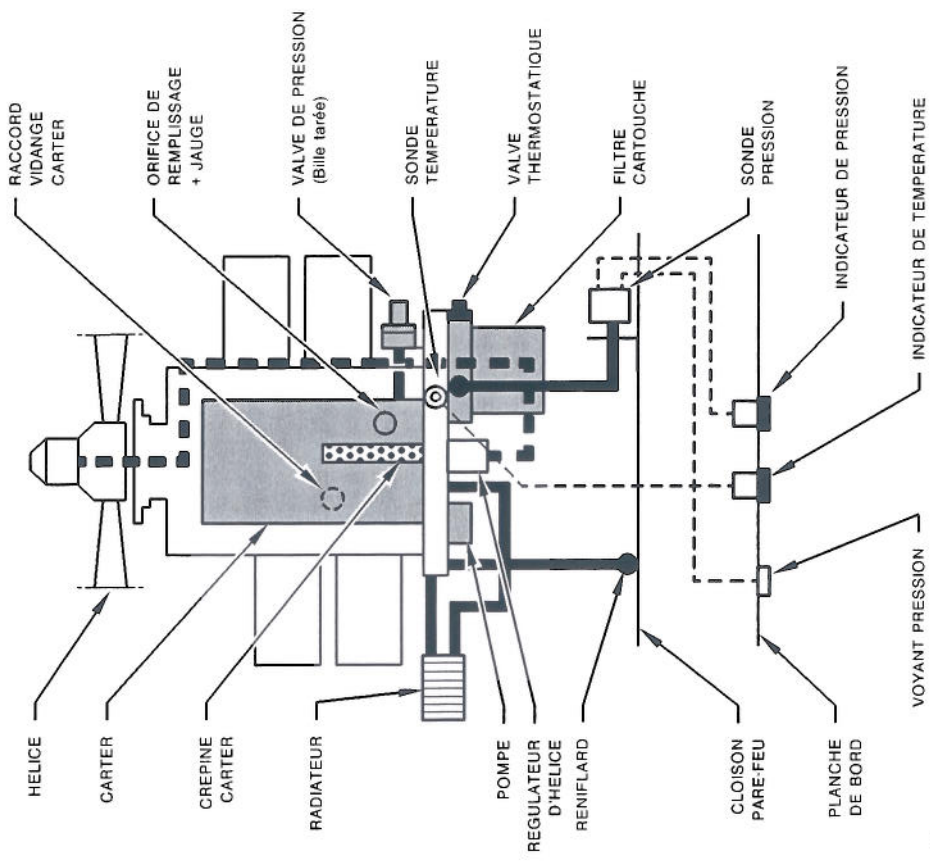 RACCORD
VIDANGE
CARTER
ORIFICE DE
REMPLISSAGE
+ JAUGE
VALVE DE PRESSION
(Bille tarée)
SONDE
TEMPERATURE
VALVE
THERMOSTATIQUE
FILTRE
CARTOUCHE
SONDE
PRESSION
INDICATEUR DE PRESSION
INDICATEUR DE TEMPERATURE
HELICE
CARTER
CREPINE
CARTER
RADIATEUR
POMPE
REGULATEUR
D'HELICE
RENIFLARD
CLOISON
PARE-FEU
PLANCHE
DE BORD
VOYANT PRESSION